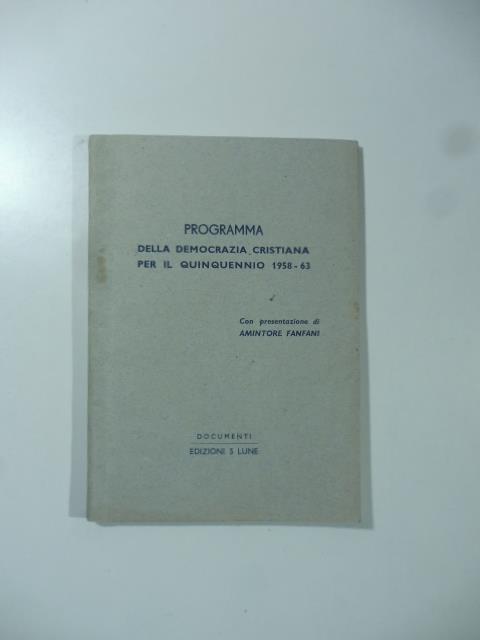 PROGRAMMA
DELLA DEMOCRAZIA CRISTIANA
PER IL QUINQUENNIO 1958-63
Con presentazione di
AMINTORE FANFANI
DOCUMENTI
EDIZIONI 5 LUNE